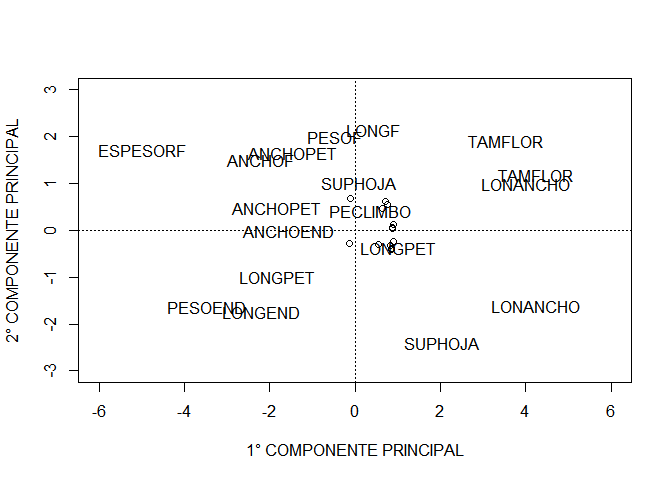 2° COMPONENTE PRINCIPAL
3
2
1
0
-1
-2
-3
LONGF
PESOF
TAMFLOR
ESPESORF
ANCHOPET
ANCHOF
TAMFLOR
SUPHOJA
LONANCHO
ANCHOPET
PECLIMBO
ANCHOEND
LONGPET
LONGPET
PESOEND
LONANCHO
LONGEND
SUPHOJA
-6 -4 -2 0 2 4 6
1° COMPONENTE PRINCIPAL